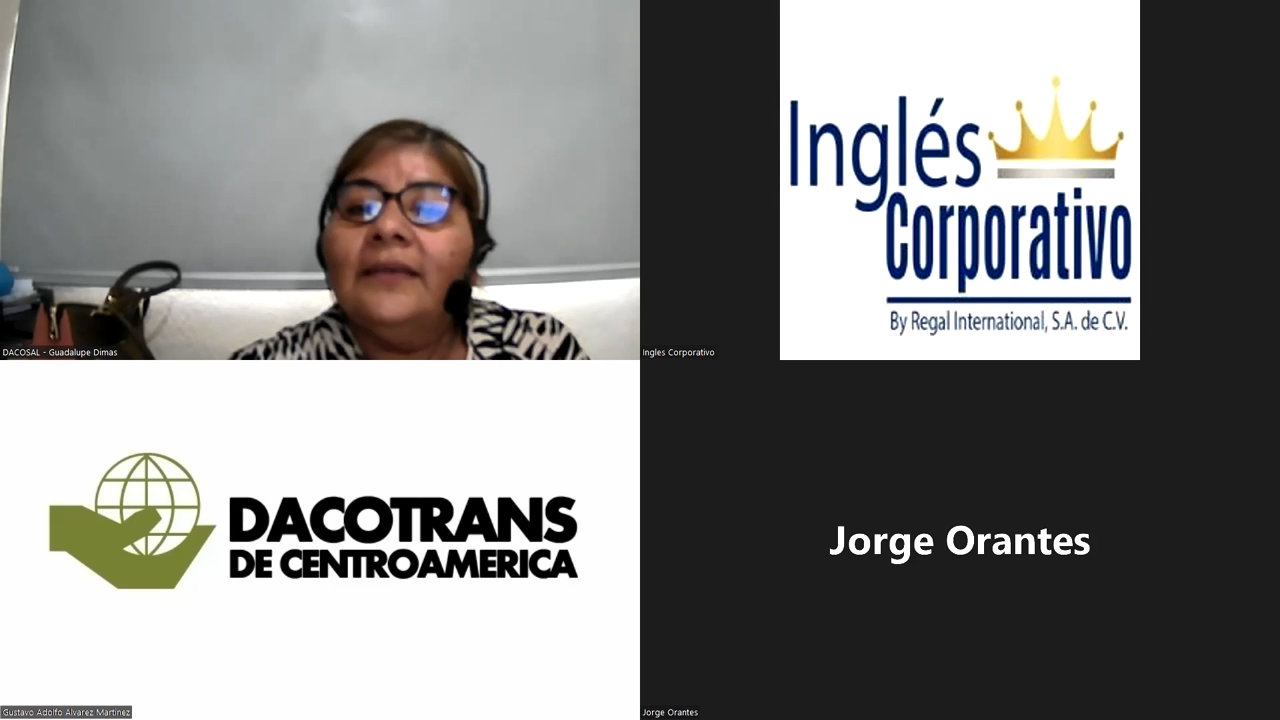 Inglés
Corporativo
By Regal International, S.A. de C.V.
DACOSAL - Guadalupe Dimas
Ingles Corporativo
DACOTRANS
DE CENTROAMERICA
Jorge Orantes
Gustavo Adolfo Alvarez Martinez
Jorge Orantes